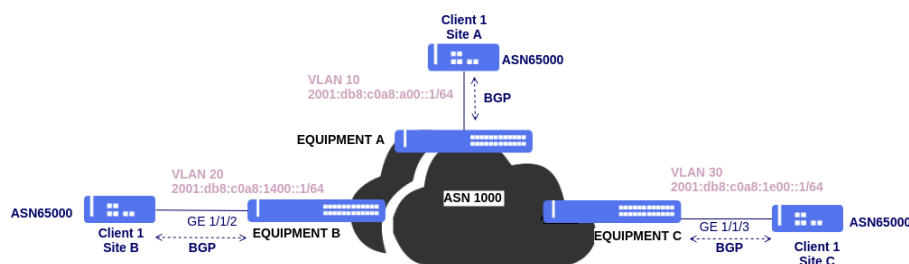 Client 1
Site A
ASN65000
VLAN 10
2001:db8:c0a8:a00::1/64
BGP
EQUIPMENT A
VLAN 20
2001:db8:c0a8:1400::1/64
VLAN 30
2001:db8:c0a8:1e00::1/64
ASN 1000
ASN65000
GE 1/1/2
EQUIPMENT B
Client 1
Site B
BGP
EQUIPMENT C
GE 1/1/3
BGP
ASN65000
Client 1
Site C